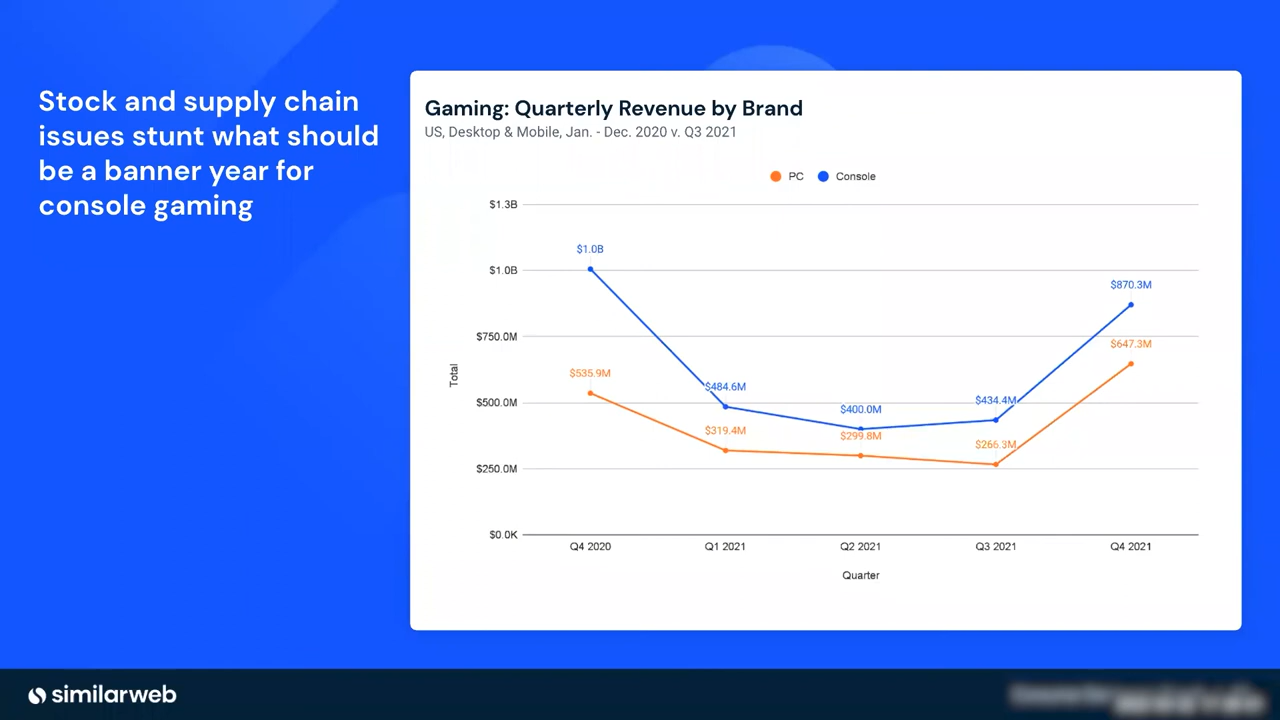 Stock and supply chain
issues stunt what should
be a banner year for
console gaming
Gaming: Quarterly Revenue by Brand
US, Desktop & Mobile, Jan. - Dec. 2020 v. Q3 2021
PC Console
$1.3B
$1.0B
$1.0B
$870.3M
$750.0M
$647.3M
$535.9M
Total
$484.6M
$500.0M
$400.0M
$434.4M
$319.4M
$299.8M
$266.3M
$250.0M
$0.0K
Q4 2020 Q1 2021 Q2 2021 Q3 2021 Q4 2021
Quarter
similarweb